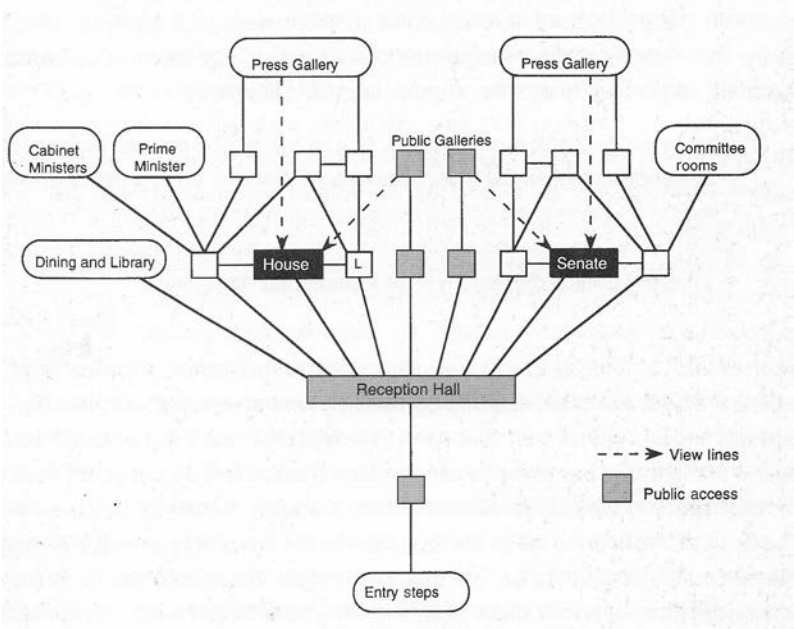 Press Gallery
Press Gallery
Public Galleries
Cabinet
Ministers
Prime
Minister
Committee
rooms
Dining and Library
House
L
Senate
Reception Hall
View lines
Public access
Entry steps